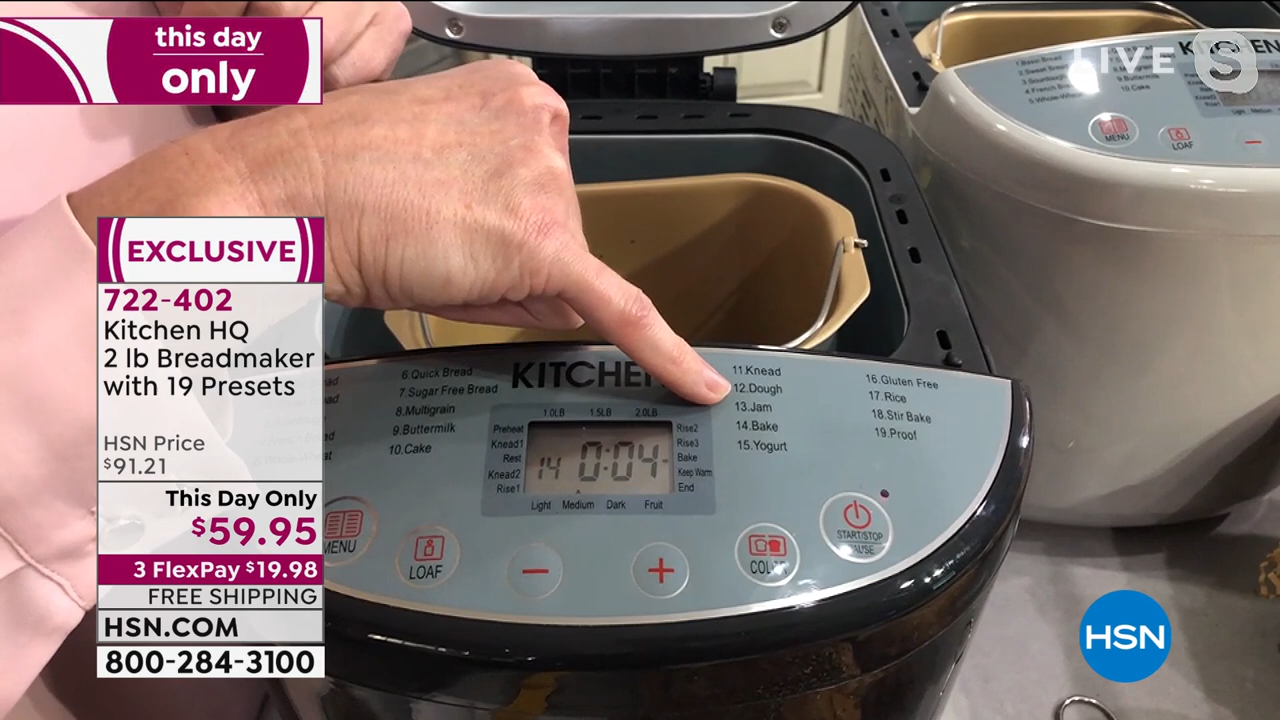 this day
only
LIVE S
EXCLUSIVE
722-402
Kitchen HQ
2 lb Breadmaker
with 19 Presets
HSN Price
$91.21
This Day Only
$59.95
3 FlexPay $19.98
FREE SHIPPING
HSN.COM
800-284-3100
KITCHEN
6.Quick Bread
7.Sugar Free Bread
8.Multigrain
9.Buttermilk
10.Cake
11.Knead
12.Dough
13.Jam
14.Bake
15.Yogurt
16.Gluten Free
17.Rice
18.Stir Bake
19.Proof
1.0LB 1.5LB 2.0LB
Preheat
Knead1
Rest
Knead2
Rise1
14 0:04
Rise2
Rise3
Bake
Keep Warm
End
Light Medium Dark Fruit
MENU
LOAF
COLOR
START/STOP
PAUSE
KITCHEN
1.Basic Bread
4.French Bread
5.Whole-Wheat
9.Buttermilk
10.Cake
MENU
LOAF
HSN